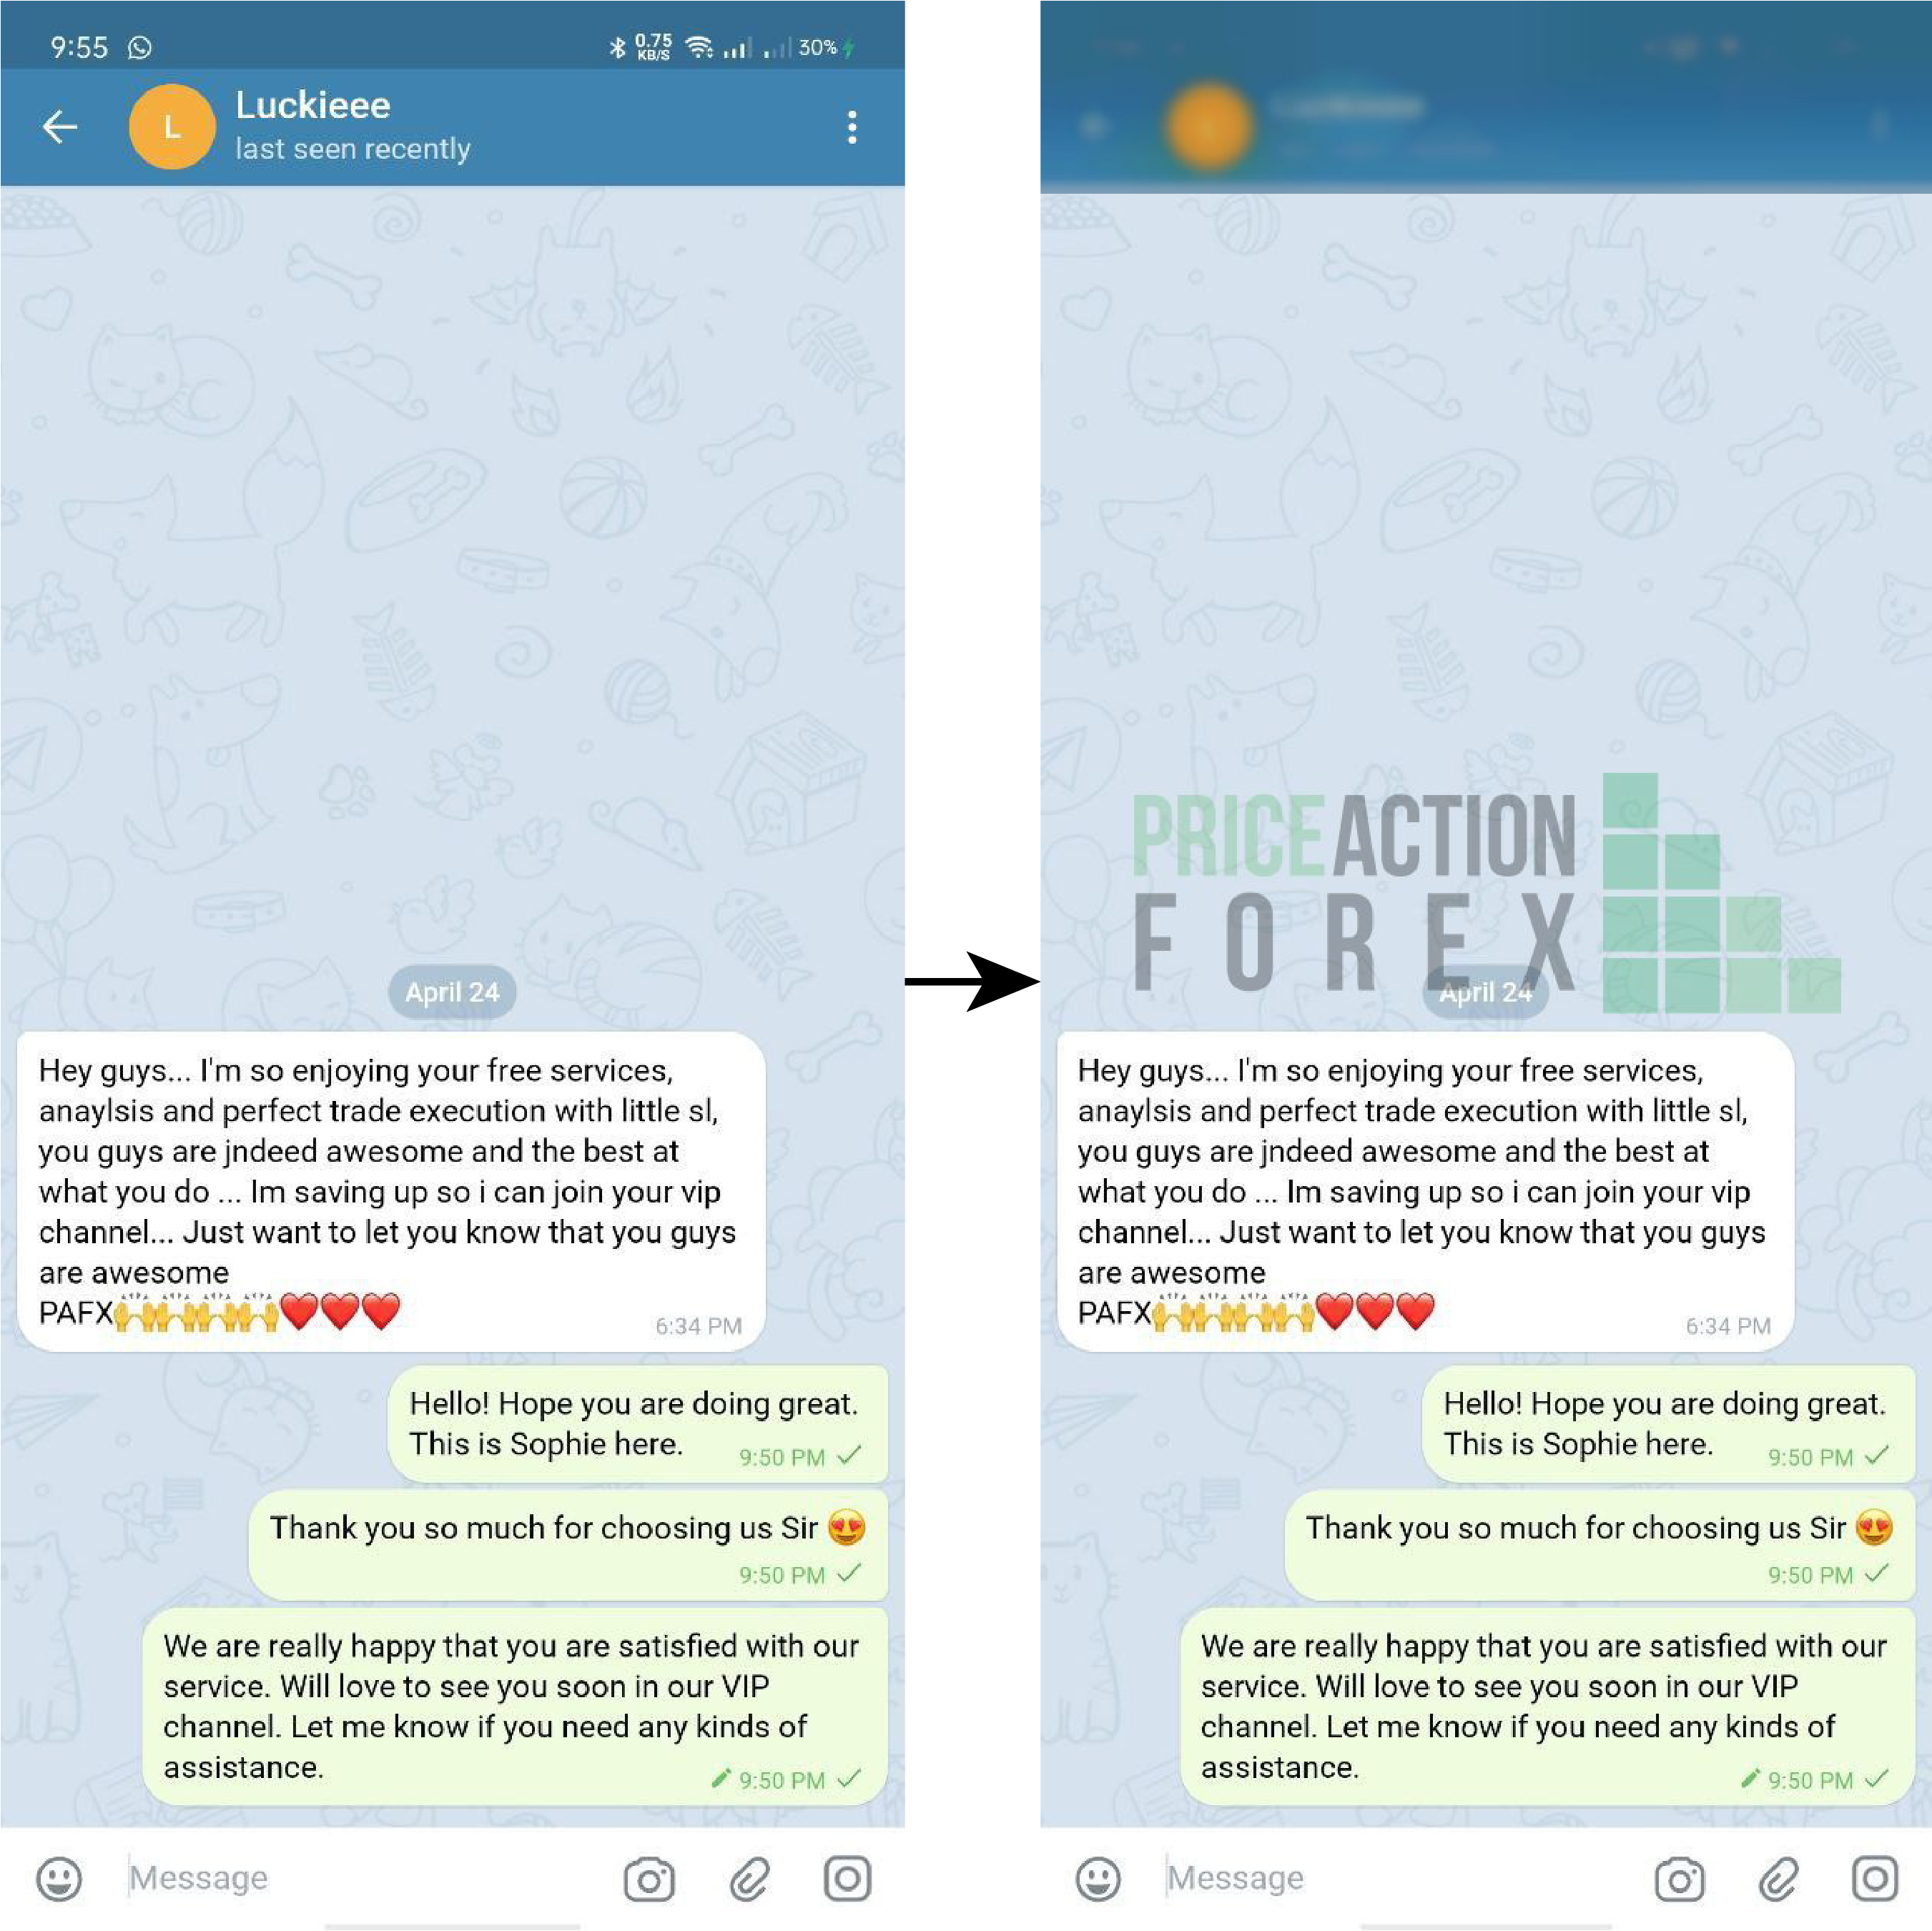 9:55
0.75
KB/S
30%
L
Luckieee
last seen recently
April 24
Hey guys... I'm so enjoying your free services,
anaylsis and perfect trade execution with little sl,
you guys are jndeed awesome and the best at
what you do ... Im saving up so i can join your vip
channel... Just want to let you know that you guys
are awesome
PAFX🙌🙌🙌🙌❤️❤️❤️
6:34 PM
Hello! Hope you are doing great.
This is Sophie here.
9:50 PM
Thank you so much for choosing us Sir 😍
9:50 PM
We are really happy that you are satisfied with our
service. Will love to see you soon in our VIP
channel. Let me know if you need any kinds of
assistance.
9:50 PM
Message
PRICEACTION
FOREX
April 24
Hey guys... I'm so enjoying your free services,
anaylsis and perfect trade execution with little sl,
you guys are jndeed awesome and the best at
what you do ... Im saving up so i can join your vip
channel... Just want to let you know that you guys
are awesome
PAFX🙌🙌🙌🙌❤️❤️❤️
6:34 PM
Hello! Hope you are doing great.
This is Sophie here.
9:50 PM
Thank you so much for choosing us Sir 😍
9:50 PM
We are really happy that you are satisfied with our
service. Will love to see you soon in our VIP
channel. Let me know if you need any kinds of
assistance.
9:50 PM
Message